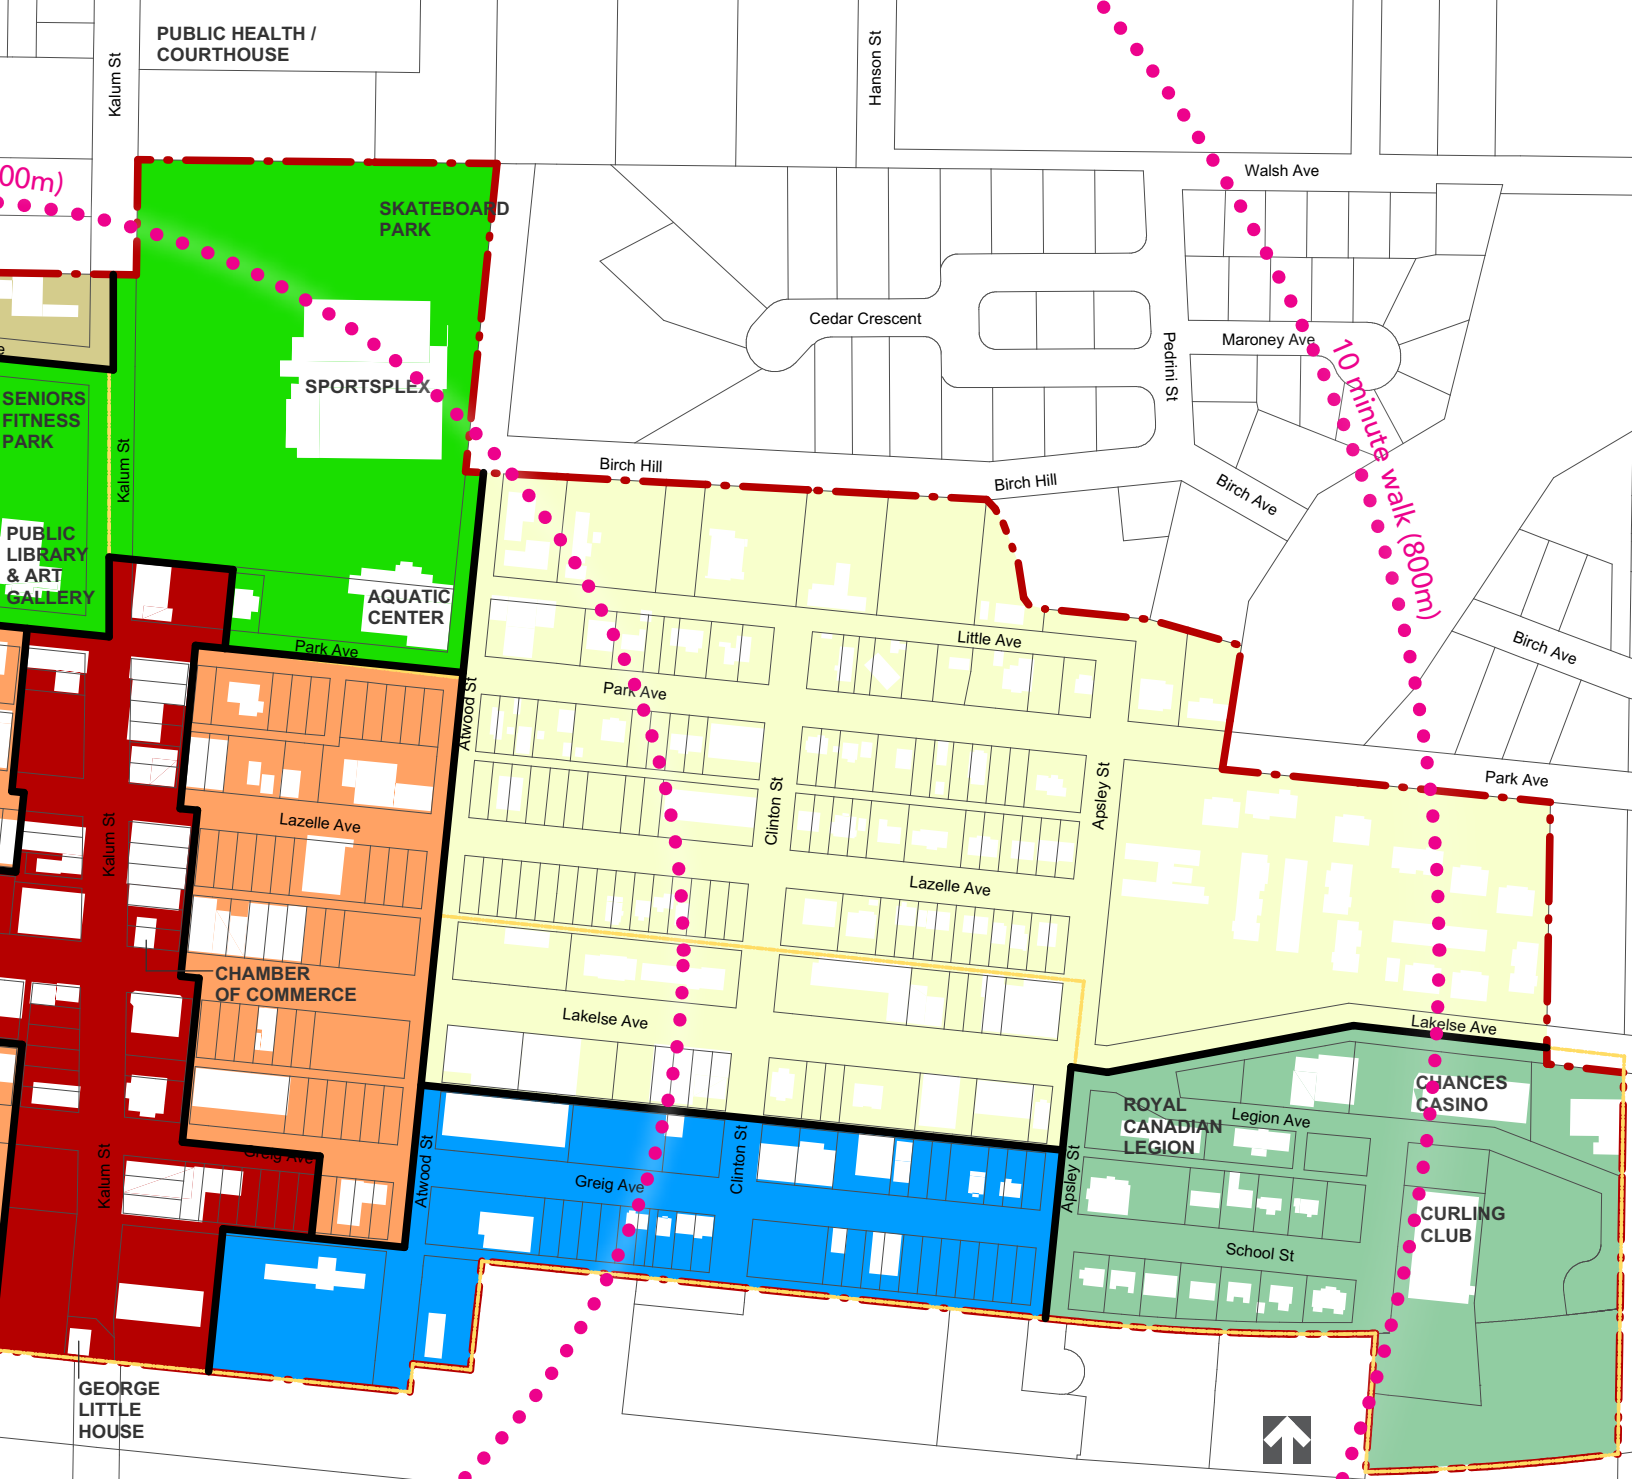 PUBLIC HEALTH /
COURTHOUSE
Kalum St
Hanson St
Walsh Ave
00m)
SKATEBOARD
PARK
Cedar Crescent
Pedrini St
Maroney Ave
10 minute walk (800m)
SPORTSPLEX
SENIORS
FITNESS
PARK
Kalum St
Birch Hill
Birch Hill
Birch Ave
PUBLIC
LIBRARY
& ART
GALLERY
AQUATIC
CENTER
Park Ave
Little Ave
Birch Ave
Park Ave
Atwood St
Park Ave
Clinton St
Apsley St
Kalum St
Lazelle Ave
Lazelle Ave
CHAMBER
OF COMMERCE
Lakelse Ave
Lakelse Ave
CHANCES
CASINO
ROYAL
CANADIAN
LEGION
Legion Ave
Kalum St
Greig Ave
Atwood St
Greig Ave
Clinton St
Apsley St
CURLING
CLUB
School St
GEORGE
LITTLE
HOUSE